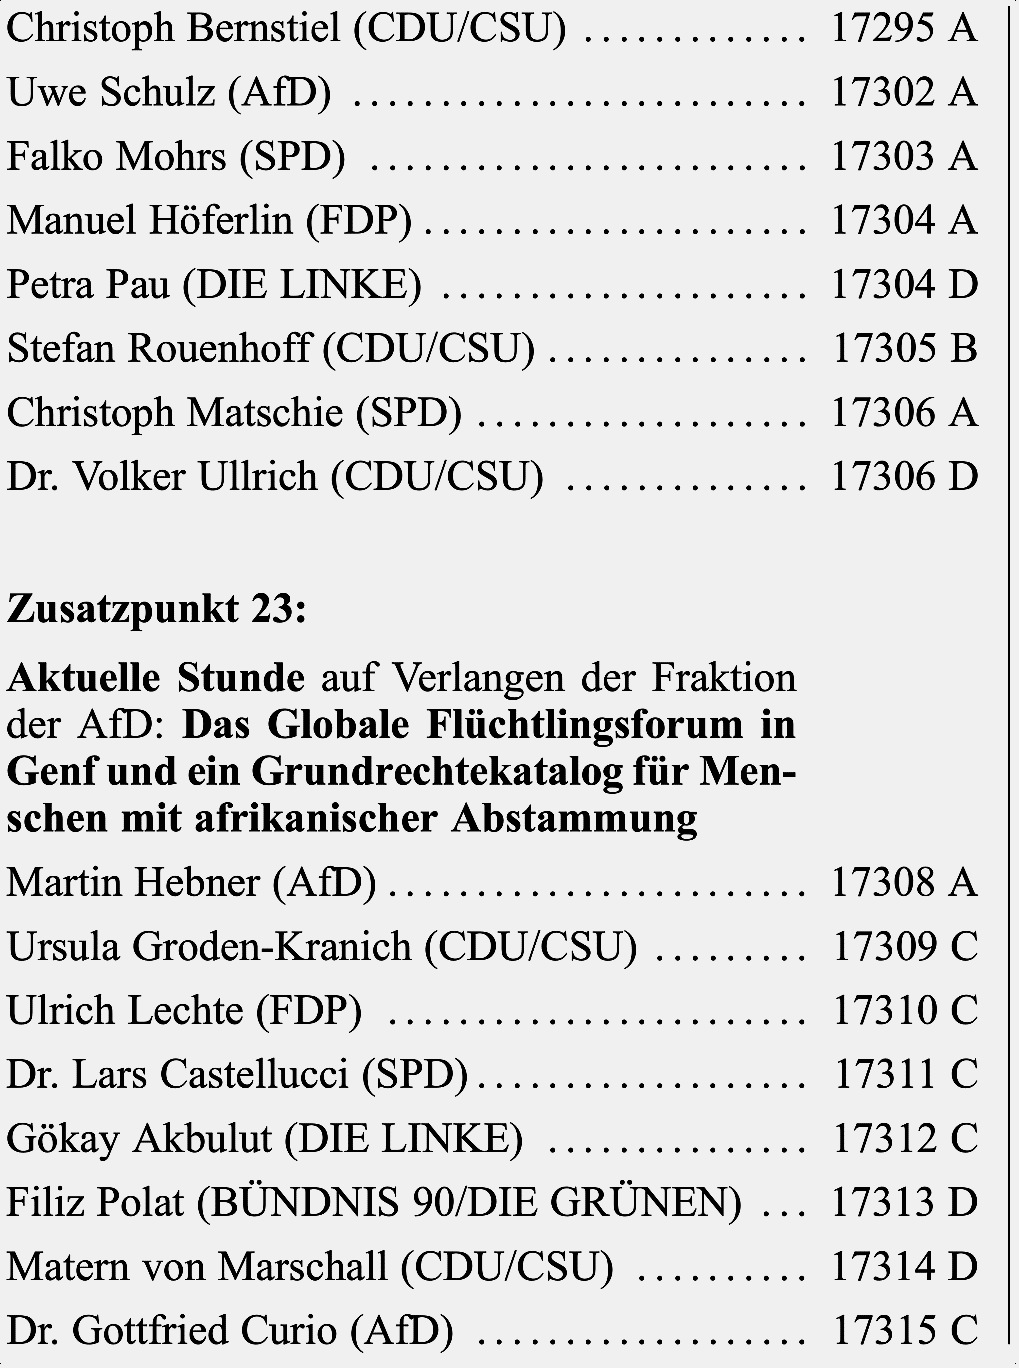 Christoph Bernstiel (CDU/CSU) ............. 17295 A
Uwe Schulz (AfD) .......................... 17302 A
Falko Mohrs (SPD) ......................... 17303 A
Manuel Höferlin (FDP) ...................... 17304 A
Petra Pau (DIE LINKE) ..................... 17304 D
Stefan Rouenhoff (CDU/CSU) ............... 17305 B
Christoph Matschie (SPD) ................... 17306 A
Dr. Volker Ullrich (CDU/CSU) .............. 17306 D
Zusatzpunkt 23:
Aktuelle Stunde auf Verlangen der Fraktion
der AfD: Das Globale Flüchtlingsforum in
Genf und ein Grundrechtekatalog für Men-
schen mit afrikanischer Abstammung
Martin Hebner (AfD) ........................ 17308 A
Ursula Groden-Kranich (CDU/CSU) ......... 17309 C
Ulrich Lechte (FDP) ........................ 17310 C
Dr. Lars Castellucci (SPD) ................... 17311 C
Gökay Akbulut (DIE LINKE) ............... 17312 C
Filiz Polat (BÜNDNIS 90/DIE GRÜNEN) ... 17313 D
Matern von Marschall (CDU/CSU) .......... 17314 D
Dr. Gottfried Curio (AfD) ................... 17315 C